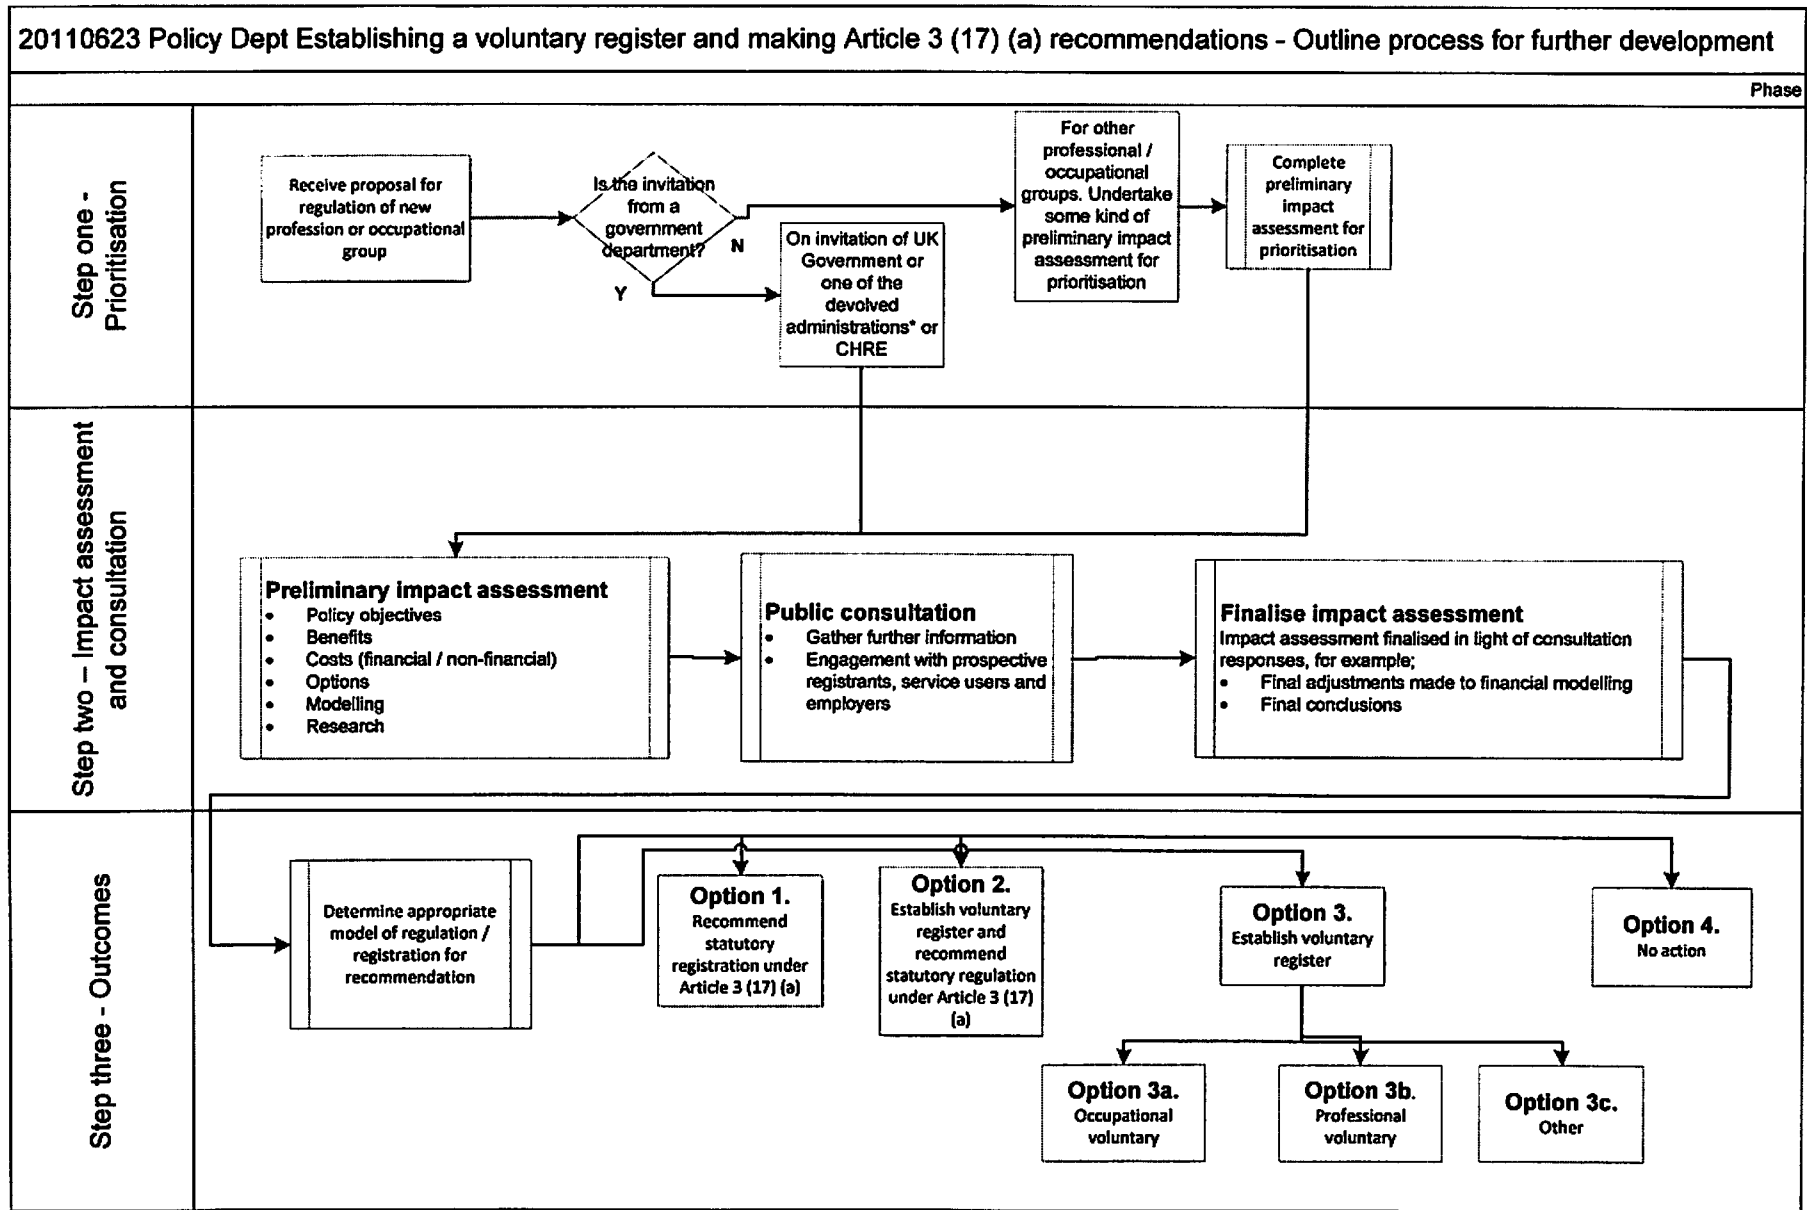 20110623 Policy Dept Establishing a voluntary register and making Article 3 (17) (a) recommendations - Outline process for further development
Phase
Step one -
Prioritisation
Receive proposal for
regulation of new
profession or occupational
group
Is the invitation
from a
government
department?
N
Y
On invitation of UK
Government or
one of the
devolved
administrations* or
CHRE
For other
professional /
occupational
groups. Undertake
some kind of
preliminary impact
assessment for
prioritisation
Complete
preliminary
impact
assessment for
prioritisation
Step two – Impact assessment
and consultation
Preliminary impact assessment
• Policy objectives
• Benefits
• Costs (financial / non-financial)
• Options
• Modelling
• Research
Public consultation
• Gather further information
• Engagement with prospective
registrants, service users and
employers
Finalise impact assessment
Impact assessment finalised in light of consultation
responses, for example;
• Final adjustments made to financial modelling
• Final conclusions
Step three - Outcomes
Determine appropriate
model of regulation /
registration for
recommendation
Option 1.
Recommend
statutory
registration under
Article 3 (17) (a)
Option 2.
Establish voluntary
register and
recommend
statutory regulation
under Article 3 (17)
(a)
Option 3.
Establish voluntary
register
Option 4.
No action
Option 3a.
Occupational
voluntary
Option 3b.
Professional
voluntary
Option 3c.
Other